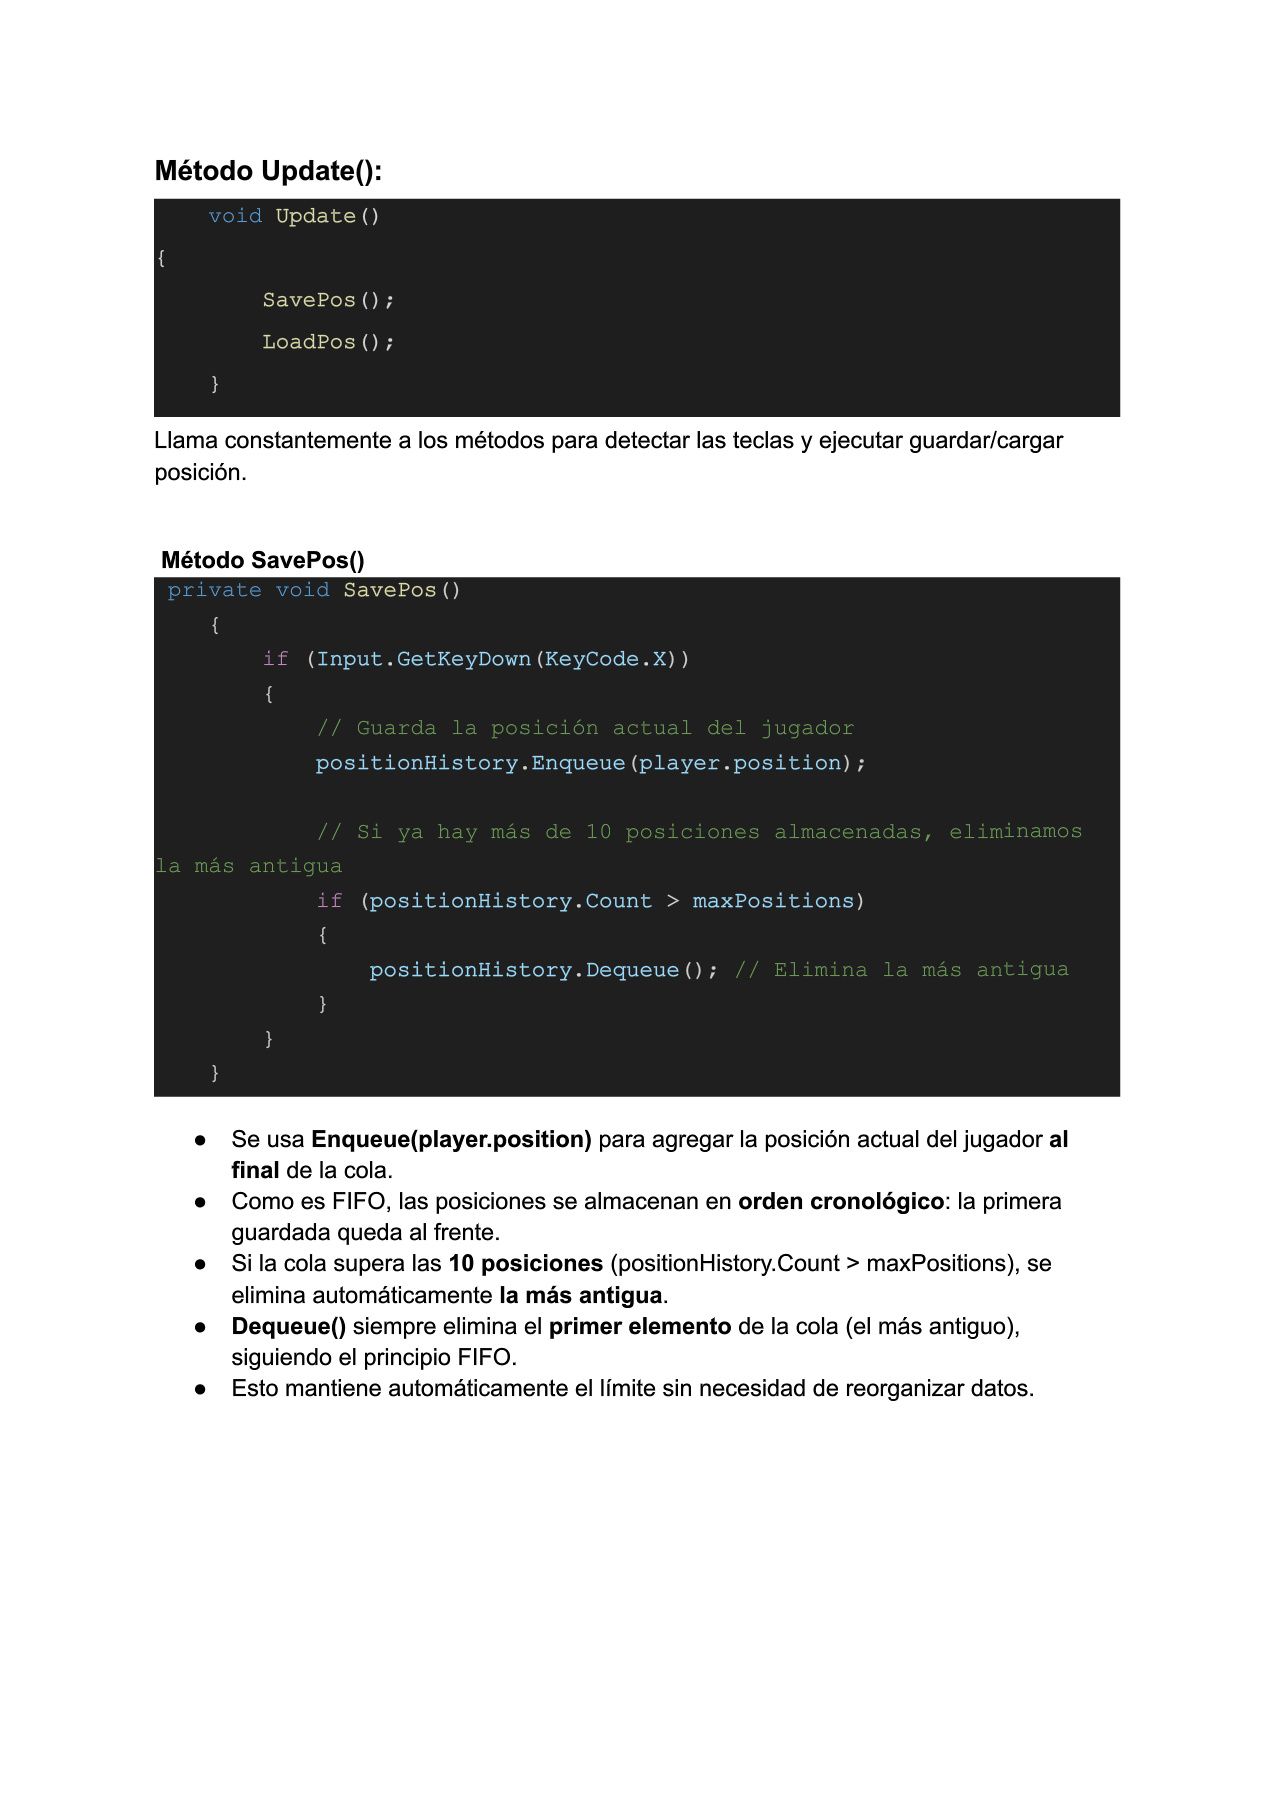 Método Update():
void Update()
{
SavePos();
LoadPos();
}
Llama constantemente a los métodos para detectar las teclas y ejecutar guardar/cargar
posición.
Método SavePos()
private void SavePos()
{
if (Input.GetKeyDown(KeyCode.X))
{
// Guarda la posición actual del jugador
positionHistory.Enqueue(player.position);
// Si ya hay más de 10 posiciones almacenadas, eliminamos
la más antigua
if (positionHistory.Count > maxPositions)
{
positionHistory.Dequeue(); // Elimina la más antigua
}
}
}
● Se usa Enqueue(player.position) para agregar la posición actual del jugador al
final de la cola.
● Como es FIFO, las posiciones se almacenan en orden cronológico: la primera
guardada queda al frente.
● Si la cola supera las 10 posiciones (positionHistory.Count > maxPositions), se
elimina automáticamente la más antigua.
● Dequeue() siempre elimina el primer elemento de la cola (el más antiguo),
siguiendo el principio FIFO.
● Esto mantiene automáticamente el límite sin necesidad de reorganizar datos.